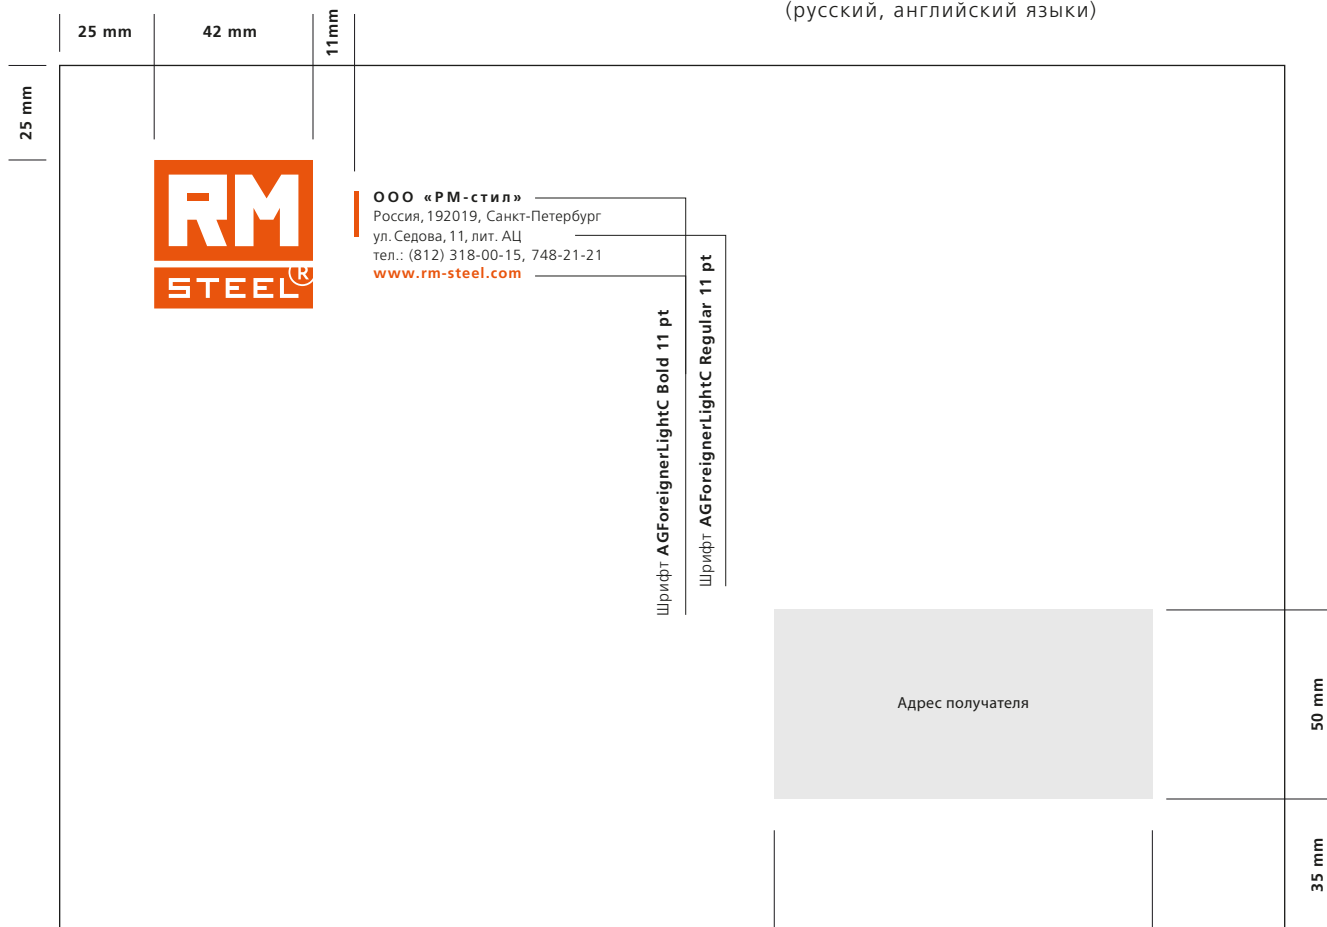 (русский, английский языки)
25 mm
42 mm
11mm
25 mm
RM
STEEL®
ООО «РМ-стил»
Россия, 192019, Санкт-Петербург
ул. Седова, 11, лит. АЦ
тел.: (812) 318-00-15, 748-21-21
www.rm-steel.com
Шрифт AGForeignerLightC Bold 11 pt
Шрифт AGForeignerLightC Regular 11 pt
Адрес получателя
50 mm
35 mm